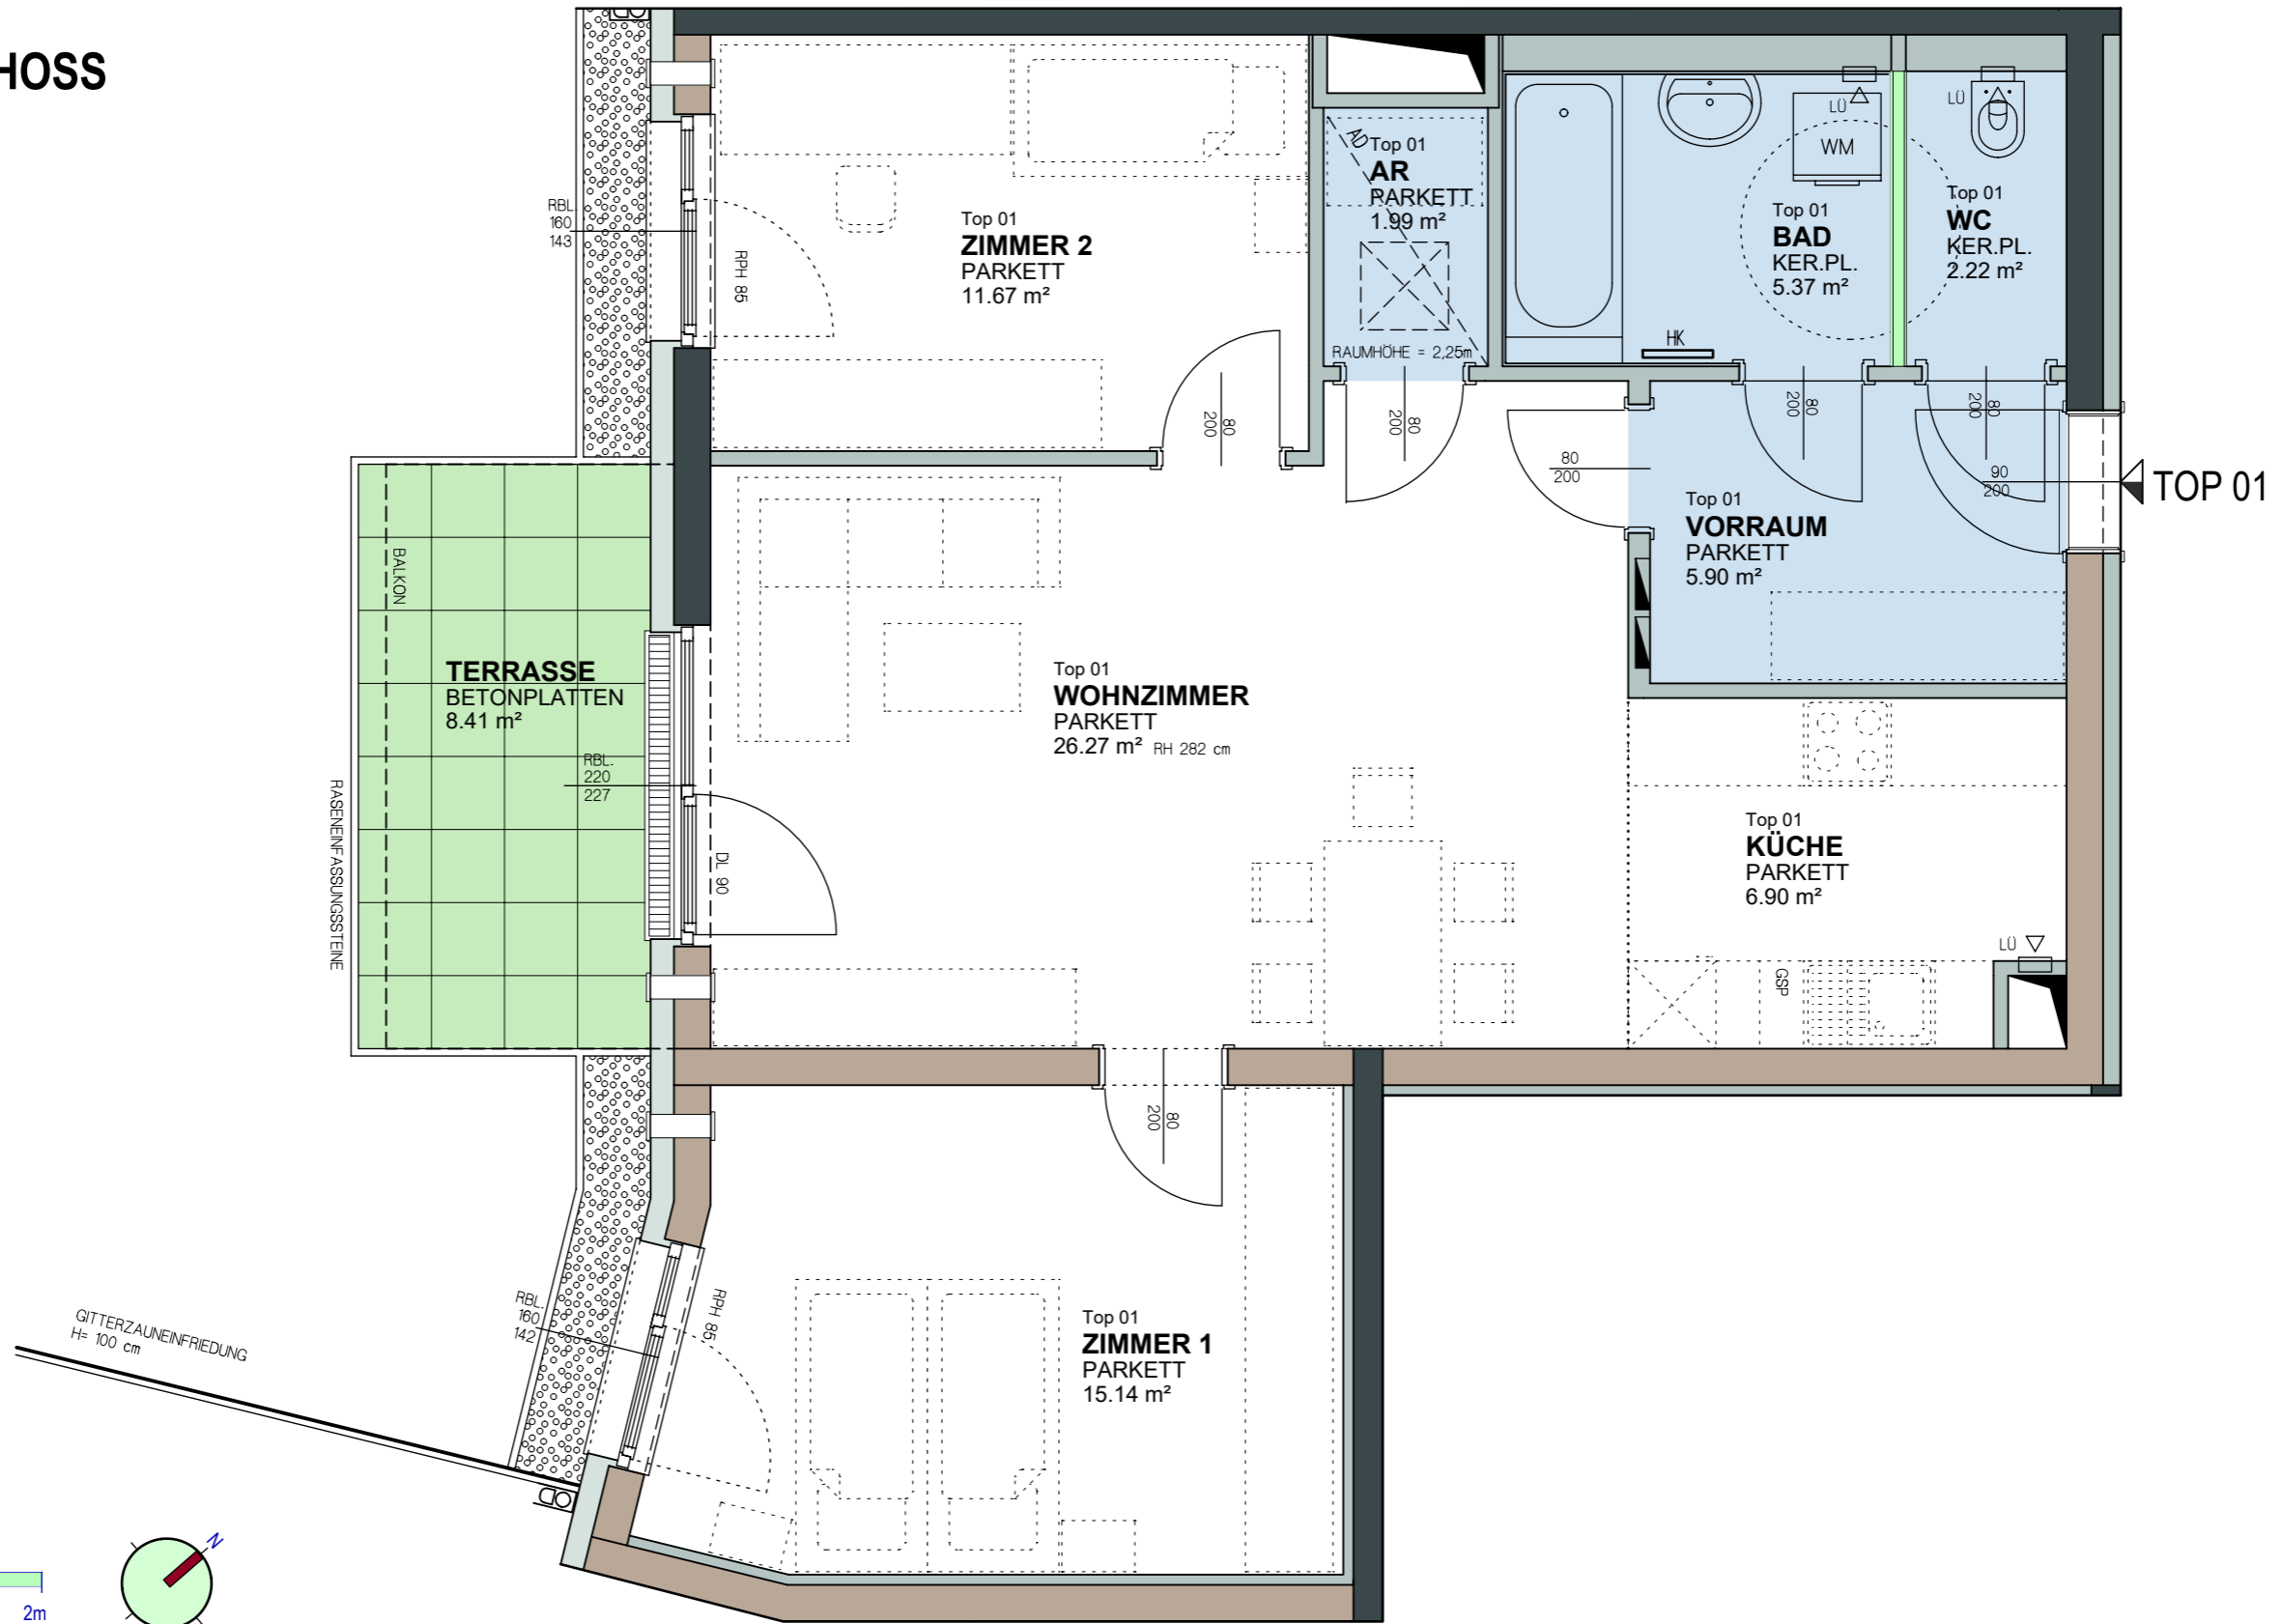 HOSS
Top 01
ZIMMER 2
PARKETT
11.67 m²
RBL.
160
143
RPH 85
80
200
AD
Top 01
AR
PARKETT
1.99 m²
RAUMHÖHE = 2,25m
80
200
LÜ
WM
Top 01
BAD
KER.PL.
5.37 m²
HK
80
200
LÜ
Top 01
WC
KER.PL.
2.22 m²
80
200
80
200
90
200
TOP 01
Top 01
VORRAUM
PARKETT
5.90 m²
BALKON
TERRASSE
BETONPLATTEN
8.41 m²
RBL.
220
227
RASENEINFASSUNGSSTEINE
DL 90
Top 01
WOHNZIMMER
PARKETT
26.27 m² RH 282 cm
Top 01
KÜCHE
PARKETT
6.90 m²
LÜ
GSP
80
200
RBL.
160
142
RPH 85
Top 01
ZIMMER 1
PARKETT
15.14 m²
GITTERZAUNEINFRIEDUNG
H= 100 cm
N
2m